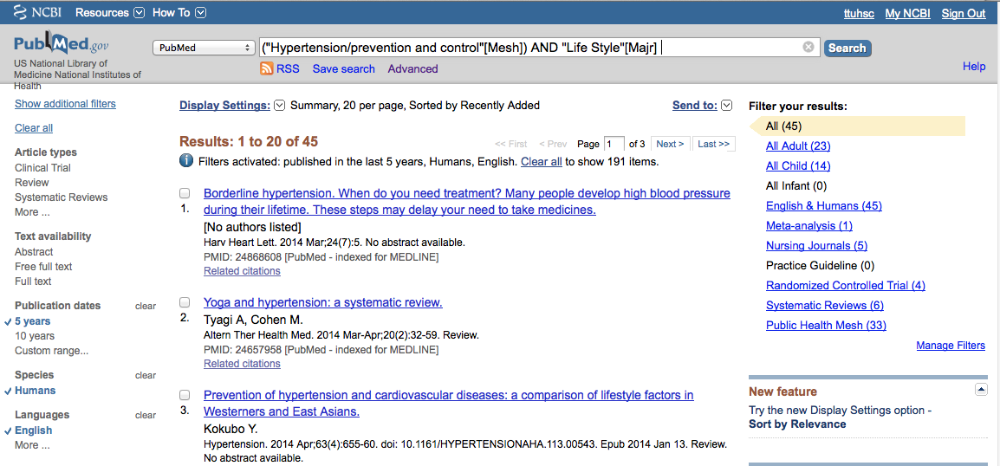 NCBI Resources How To ttuhsc My NCBI Sign Out
PubMed.gov
US National Library of
Medicine National Institutes of
Health
PubMed ("Hypertension/prevention and control"[Mesh]) AND "Life Style"[Majr] Search
RSS Save search Advanced Help
Show additional filters
Clear all
Article types
Clinical Trial
Review
Systematic Reviews
More ...
Text availability
Abstract
Free full text
Full text
Publication dates clear
5 years
10 years
Custom range...
Species clear
Humans
Languages clear
English
More ...
Display Settings: Summary, 20 per page, Sorted by Recently Added Send to:
Results: 1 to 20 of 45
<< First < Prev Page 1 of 3 Next > Last >>
Filters activated: published in the last 5 years, Humans, English. Clear all to show 191 items.
1. Borderline hypertension. When do you need treatment? Many people develop high blood pressure
during their lifetime. These steps may delay your need to take medicines.
[No authors listed]
Harv Heart Lett. 2014 Mar;24(7):5. No abstract available.
PMID: 24868608 [PubMed - indexed for MEDLINE]
Related citations
2. Yoga and hypertension: a systematic review.
Tyagi A, Cohen M.
Altern Ther Health Med. 2014 Mar-Apr;20(2):32-59. Review.
PMID: 24657958 [PubMed - indexed for MEDLINE]
Related citations
3. Prevention of hypertension and cardiovascular diseases: a comparison of lifestyle factors in
Westerners and East Asians.
Kokubo Y.
Hypertension. 2014 Apr;63(4):655-60. doi: 10.1161/HYPERTENSIONAHA.113.00543. Epub 2014 Jan 13. Review.
No abstract available.
Filter your results:
All (45)
All Adult (23)
All Child (14)
All Infant (0)
English & Humans (45)
Meta-analysis (1)
Nursing Journals (5)
Practice Guideline (0)
Randomized Controlled Trial (4)
Systematic Reviews (6)
Public Health Mesh (33)
Manage Filters
New feature
Try the new Display Settings option -
Sort by Relevance